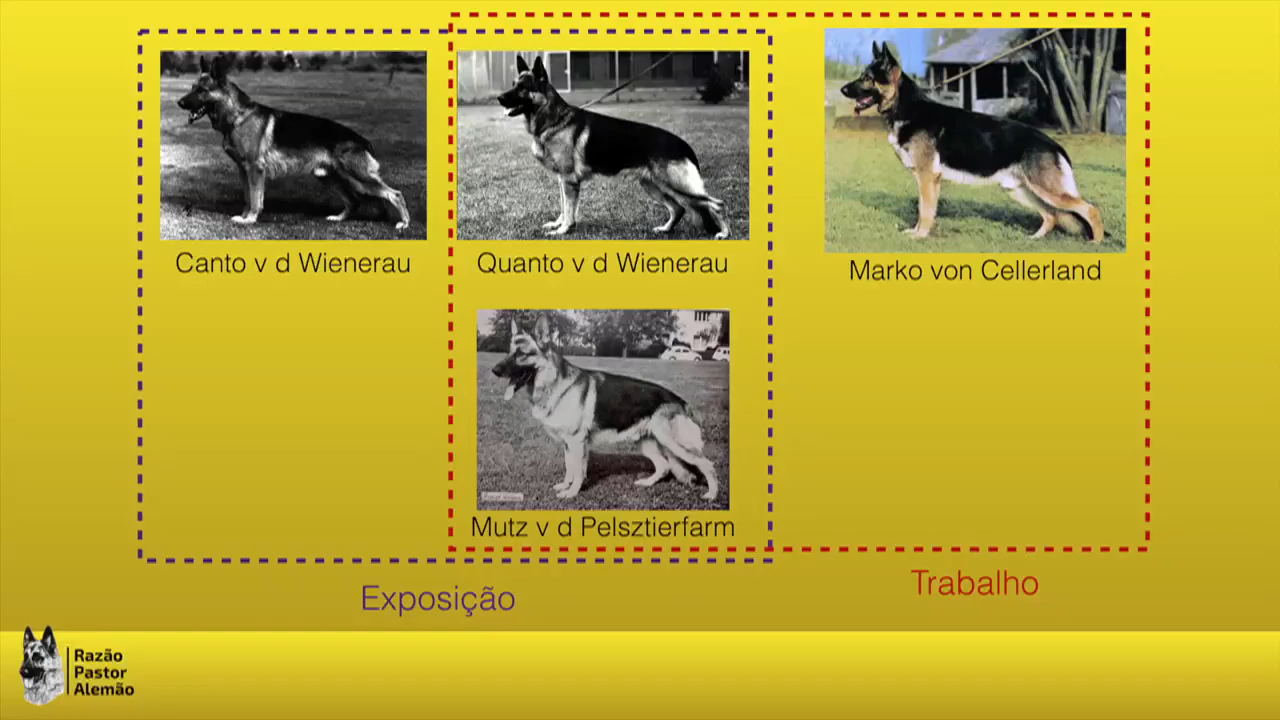 Canto v d Wienerau
Quanto v d Wienerau
Marko von Cellerland
Mutz v d Pelsztierfarm
Exposição
Trabalho
Razão
Pastor
Alemão